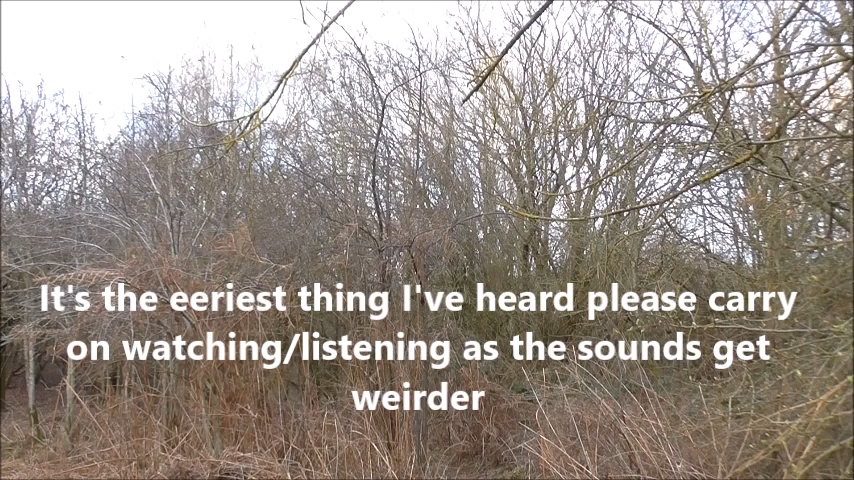 It's the eeriest thing I've heard please carry
on watching/listening as the sounds get
weirder